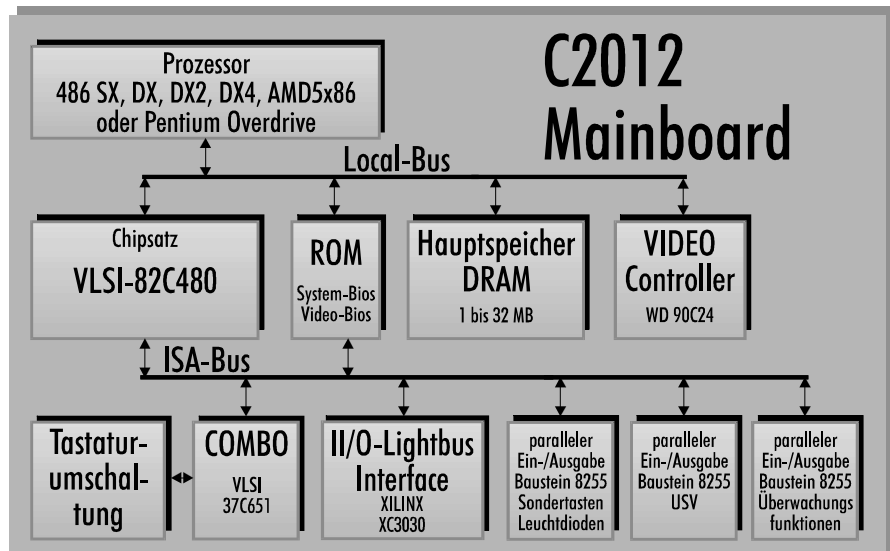 C2012
Mainboard
Prozessor
486 SX, DX, DX2, DX4, AMD5x86
oder Pentium Overdrive
Local-Bus
Chipsatz
VLSI-82C480
ROM
System-Bios
Video-Bios
Hauptspeicher
DRAM
1 bis 32 MB
VIDEO
Controller
WD 90C24
ISA-Bus
Tastatur-
umschal-
tung
COMBO
VLSI
37C651
II/O-Lightbus
Interface
XILINX
XC3030
paralleler
Ein-/Ausgabe
Baustein 8255
Sondertasten
Leuchtdioden
paralleler
Ein-/Ausgabe
Baustein 8255
USV
paralleler
Ein-/Ausgabe
Baustein 8255
Überwachungs
funktionen